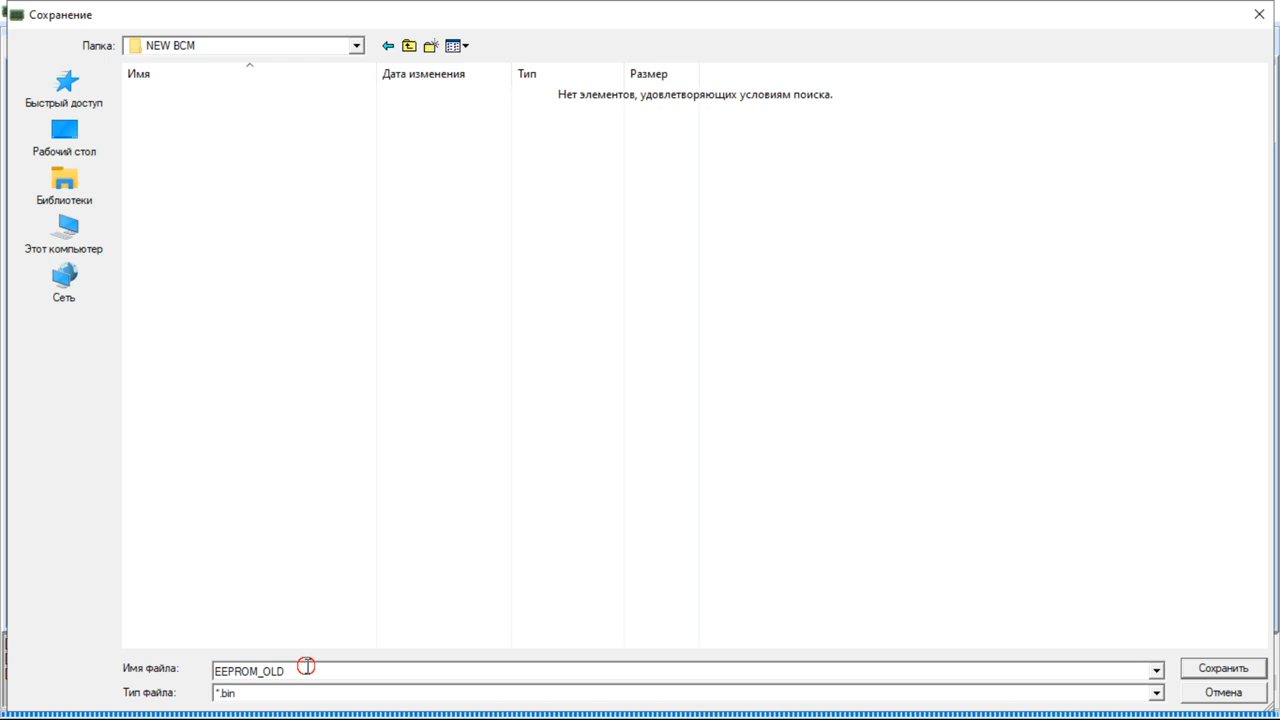 Сохранение
Папка: NEW BCM
Имя Дата изменения Тип Размер
Нет элементов, удовлетворяющих условиям поиска.
Быстрый доступ
Рабочий стол
Библиотеки
Этот компьютер
Сеть
Имя файла: EEPROM_OLD Сохранить
Тип файла: *.bin Отмена